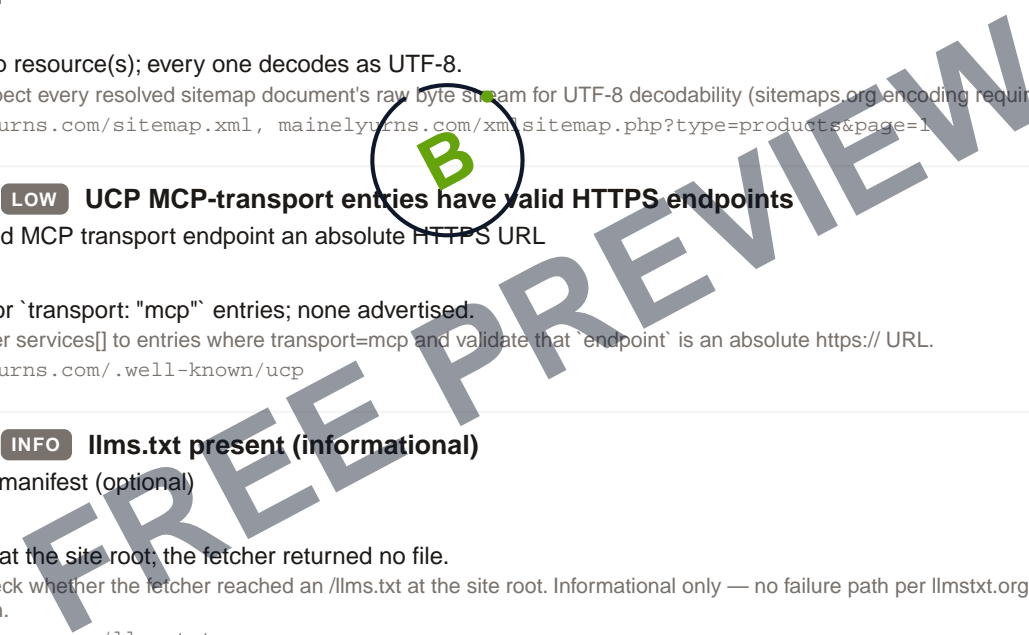 o resource(s); every one decodes as UTF-8.
pect every resolved sitemap document's raw byte stream for UTF-8 decodability (sitemaps.org encoding requir
urns.com/sitemap.xml, mainelyurns.com/xmlsitemap.php?type=products&page=1
B
LOW UCP MCP-transport entries have valid HTTPS endpoints
d MCP transport endpoint an absolute HTTPS URL
or `transport: "mcp"` entries; none advertised.
er services[] to entries where transport=mcp and validate that `endpoint` is an absolute https:// URL.
urns.com/.well-known/ucp
INFO llms.txt present (informational)
manifest (optional)
at the site root; the fetcher returned no file.
eck whether the fetcher reached an /llms.txt at the site root. Informational only — no failure path per llmstxt.org
n.
FREE PREVIEW